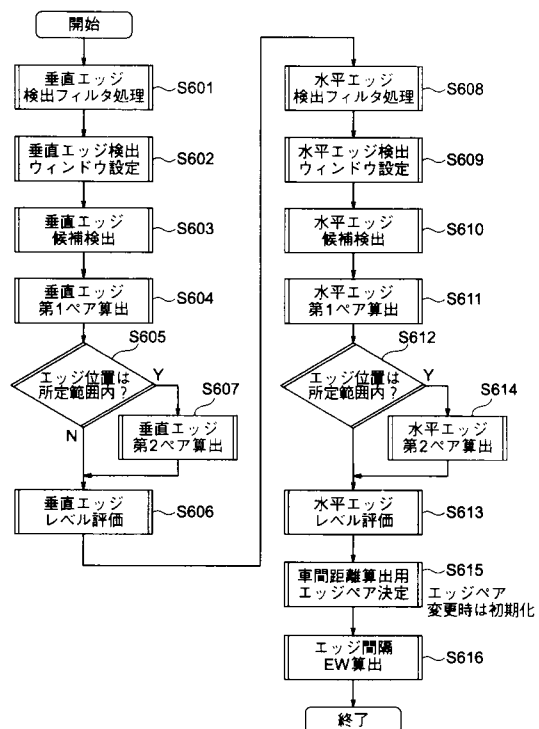 開始
垂直エッジ
検出フィルタ処理
S601
垂直エッジ検出
ウィンドウ設定
S602
垂直エッジ
候補検出
S603
垂直エッジ
第1ペア算出
S604
S605
エッジ位置は
所定範囲内?
Y
N
S607
垂直エッジ
第2ペア算出
垂直エッジ
レベル評価
S606
水平エッジ
検出フィルタ処理
S608
水平エッジ検出
ウィンドウ設定
S609
水平エッジ
候補検出
S610
水平エッジ
第1ペア算出
S611
S612
エッジ位置は
所定範囲内?
Y
S614
水平エッジ
第2ペア算出
水平エッジ
レベル評価
S613
車間距離算出用
エッジペア決定
S615
エッジペア
変更時は初期化
エッジ間隔
EW算出
S616
終了